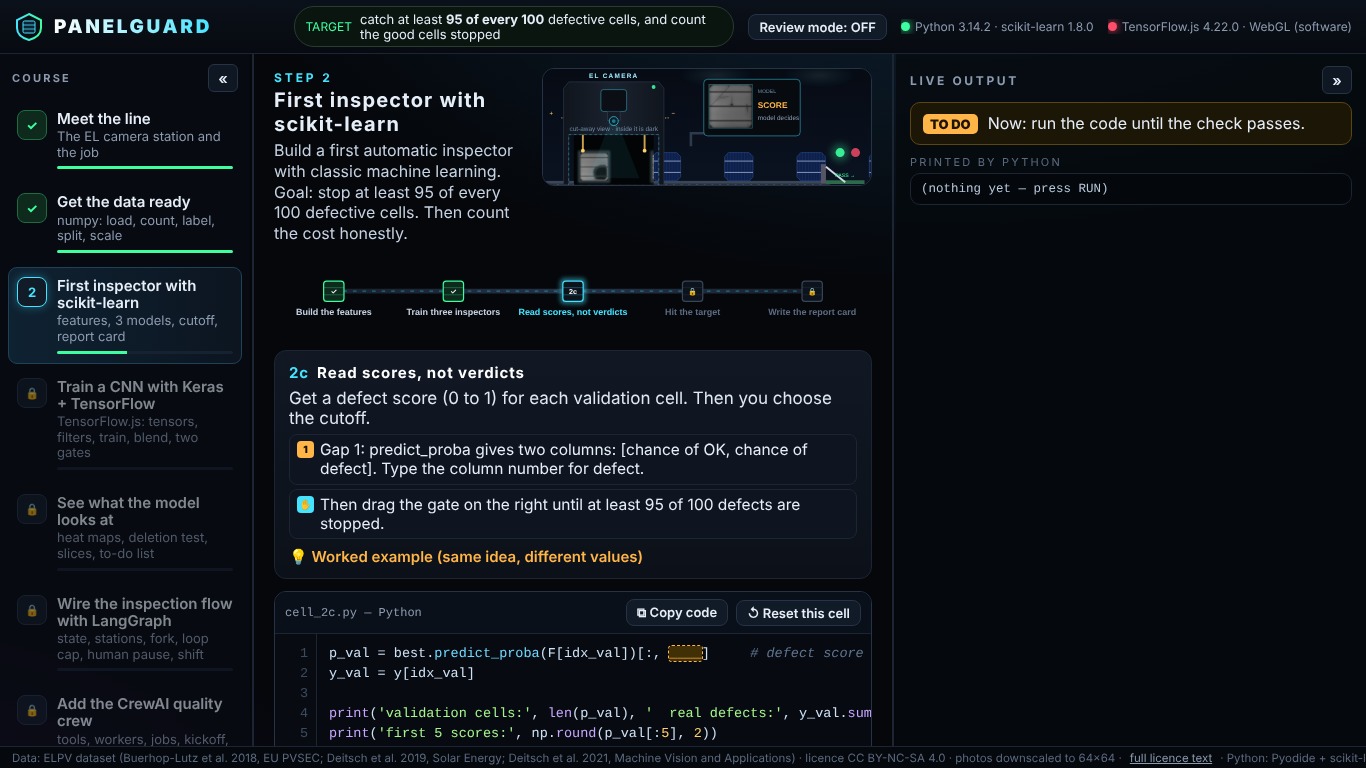 PANELGUARD
TARGET catch at least 95 of every 100 defective cells, and count
the good cells stopped
Review mode: OFF
Python 3.14.2 · scikit-learn 1.8.0
TensorFlow.js 4.22.0 · WebGL (software)
COURSE
«
Meet the line
The EL camera station and
the job
Get the data ready
numpy: load, count, label,
split, scale
2
First inspector with
scikit-learn
features, 3 models, cutoff,
report card
Train a CNN with Keras
+ TensorFlow
TensorFlow.js: tensors,
filters, train, blend, two
gates
See what the model
looks at
heat maps, deletion test,
slices, to-do list
Wire the inspection flow
with LangGraph
state, stations, fork, loop
cap, human pause, shift
Add the CrewAI quality
crew
tools, workers, jobs, kickoff,
STEP 2
First inspector with
scikit-learn
Build a first automatic inspector
with classic machine learning.
Goal: stop at least 95 of every
100 defective cells. Then count
the cost honestly.
EL CAMERA
cut-away view · inside it is dark
MODEL
SCORE
model decides
2c
Build the features
Train three inspectors
Read scores, not verdicts
Hit the target
Write the report card
2c Read scores, not verdicts
Get a defect score (0 to 1) for each validation cell. Then you choose
the cutoff.
1 Gap 1: predict_proba gives two columns: [chance of OK, chance of
defect]. Type the column number for defect.
Then drag the gate on the right until at least 95 of 100 defects are
stopped.
💡 Worked example (same idea, different values)
cell_2c.py — Python
⧉ Copy code
↺ Reset this cell
1 p_val = best.predict_proba(F[idx_val])[:, ____] # defect score
2 y_val = y[idx_val]
3
4 print('validation cells:', len(p_val), '  real defects:', y_val.sum
5 print('first 5 scores:', np.round(p_val[:5], 2))
LIVE OUTPUT
»
TO DO Now: run the code until the check passes.
PRINTED BY PYTHON
(nothing yet — press RUN)
Data: ELPV dataset (Buerhop-Lutz et al. 2018, EU PVSEC; Deitsch et al. 2019, Solar Energy; Deitsch et al. 2021, Machine Vision and Applications) · licence CC BY-NC-SA 4.0 · photos downscaled to 64×64 · full licence text · Python: Pyodide + scikit-